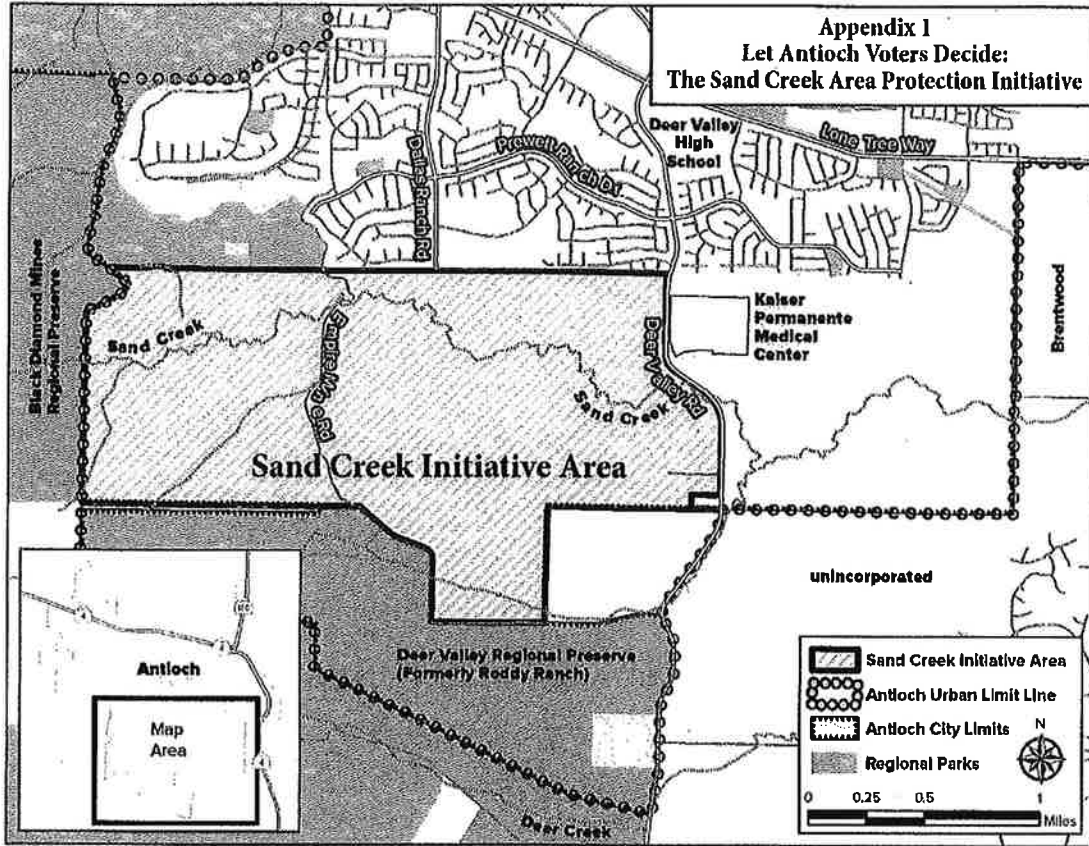 Appendix 1
Let Antioch Voters Decide:
The Sand Creek Area Protection Initiative
Deer Valley
High
School
Lone Tree Way
Prewett Ranch Dr
Dallas Ranch Rd
Black Diamond Mines
Regional Preserve
Sand Creek
Empire Mine Rd
Deer Valley Rd
Sand Creek
Kaiser
Permanente
Medical
Center
Brentwood
Sand Creek Initiative Area
unincorporated
Deer Valley Regional Preserve
(Formerly Roddy Ranch)
Deer Creek
4
4
4
Antioch
Map
Area
Sand Creek Initiative Area
Antioch Urban Limit Line
Antioch City Limits
Regional Parks
N
0 0.25 0.5 1
Miles